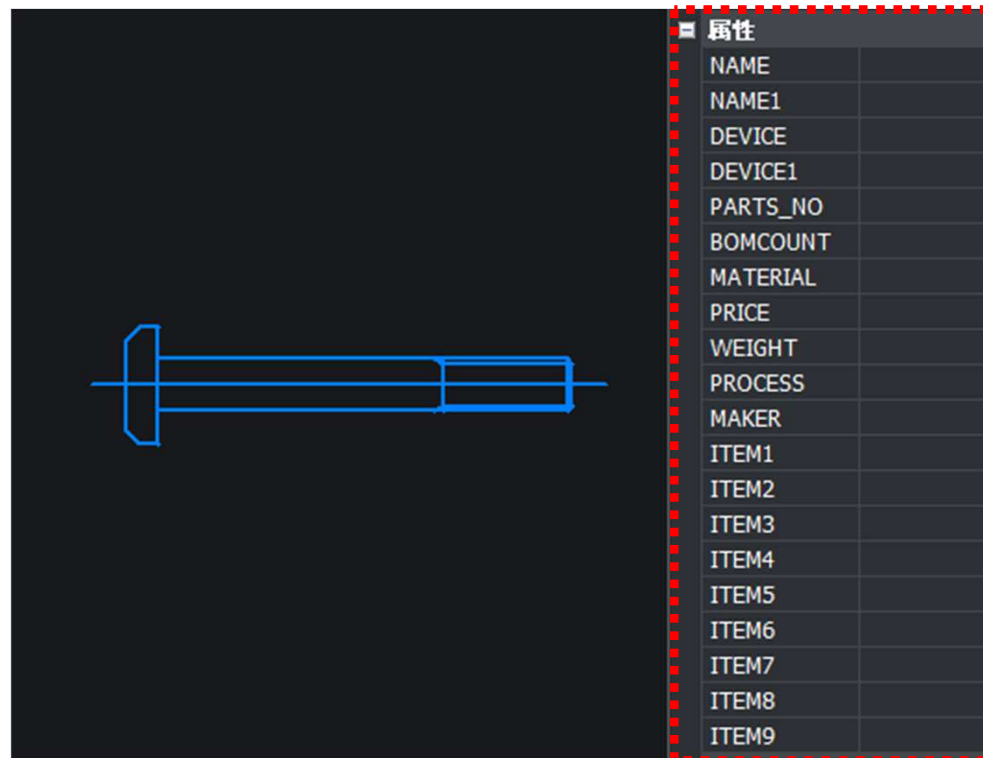 属性
NAME
NAME1
DEVICE
DEVICE1
PARTS_NO
BOMCOUNT
MATERIAL
PRICE
WEIGHT
PROCESS
MAKER
ITEM1
ITEM2
ITEM3
ITEM4
ITEM5
ITEM6
ITEM7
ITEM8
ITEM9